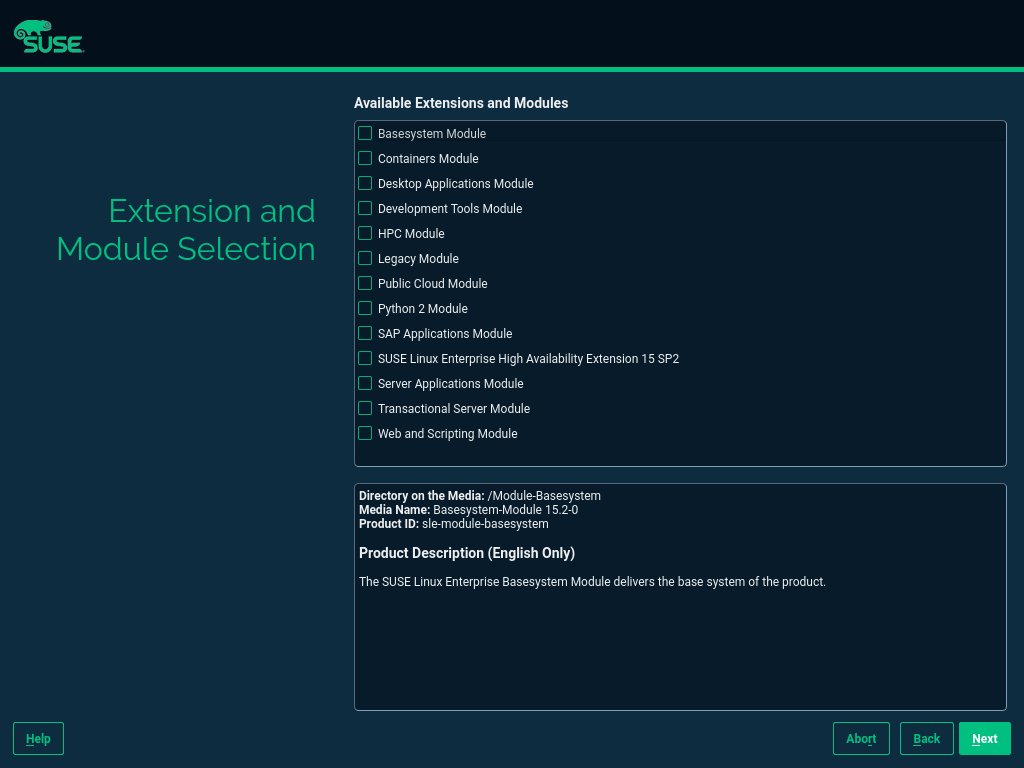 SUSE
Available Extensions and Modules
Basesystem Module
Containers Module
Desktop Applications Module
Development Tools Module
HPC Module
Legacy Module
Public Cloud Module
Python 2 Module
SAP Applications Module
SUSE Linux Enterprise High Availability Extension 15 SP2
Server Applications Module
Transactional Server Module
Web and Scripting Module
Extension and
Module Selection
Directory on the Media: /Module-Basesystem
Media Name: Basesystem-Module 15.2-0
Product ID: sle-module-basesystem
Product Description (English Only)
The SUSE Linux Enterprise Basesystem Module delivers the base system of the product.
Help
Abort
Back
Next